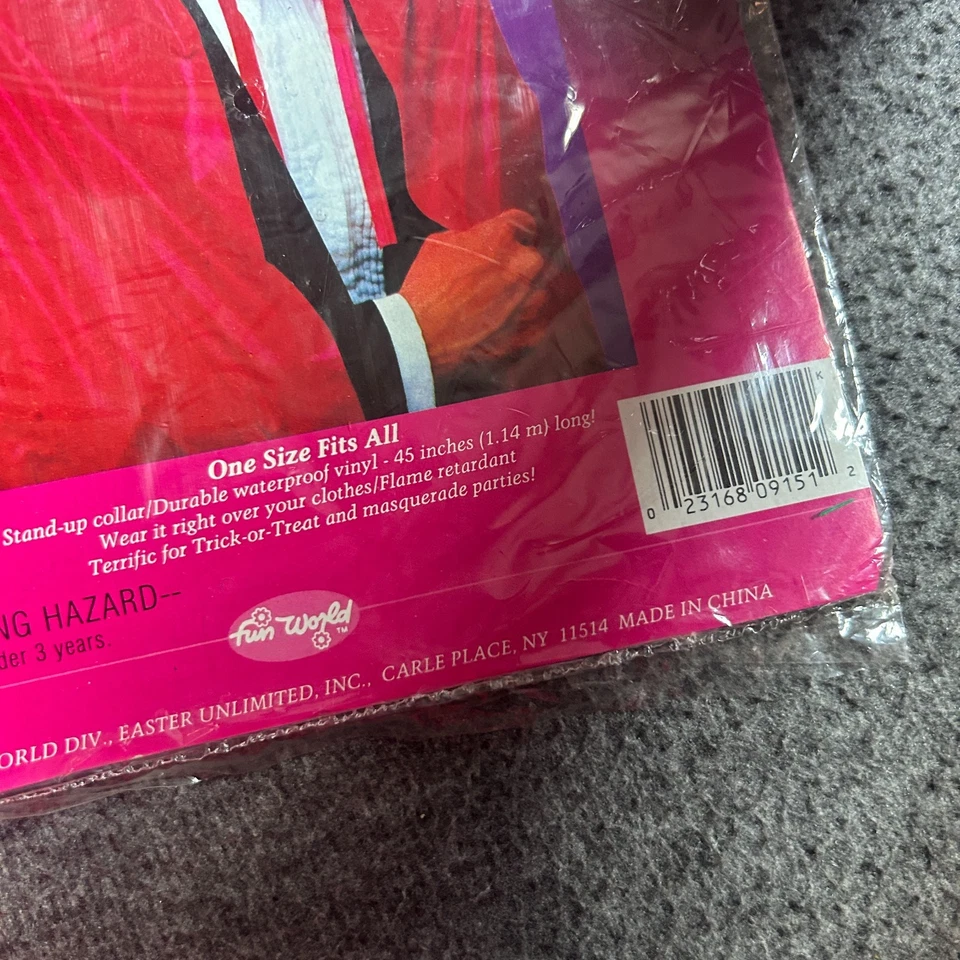 One Size Fits All
Stand-up collar/Durable waterproof vinyl - 45 inches (1.14 m) long!
Wear it right over your clothes/Flame retardant
Terrific for Trick-or-Treat and masquerade parties!
K
0 23168 09151 2
NG HAZARD--
der 3 years.
fun World TM
ORLD DIV., EASTER UNLIMITED, INC., CARLE PLACE, NY 11514 MADE IN CHINA